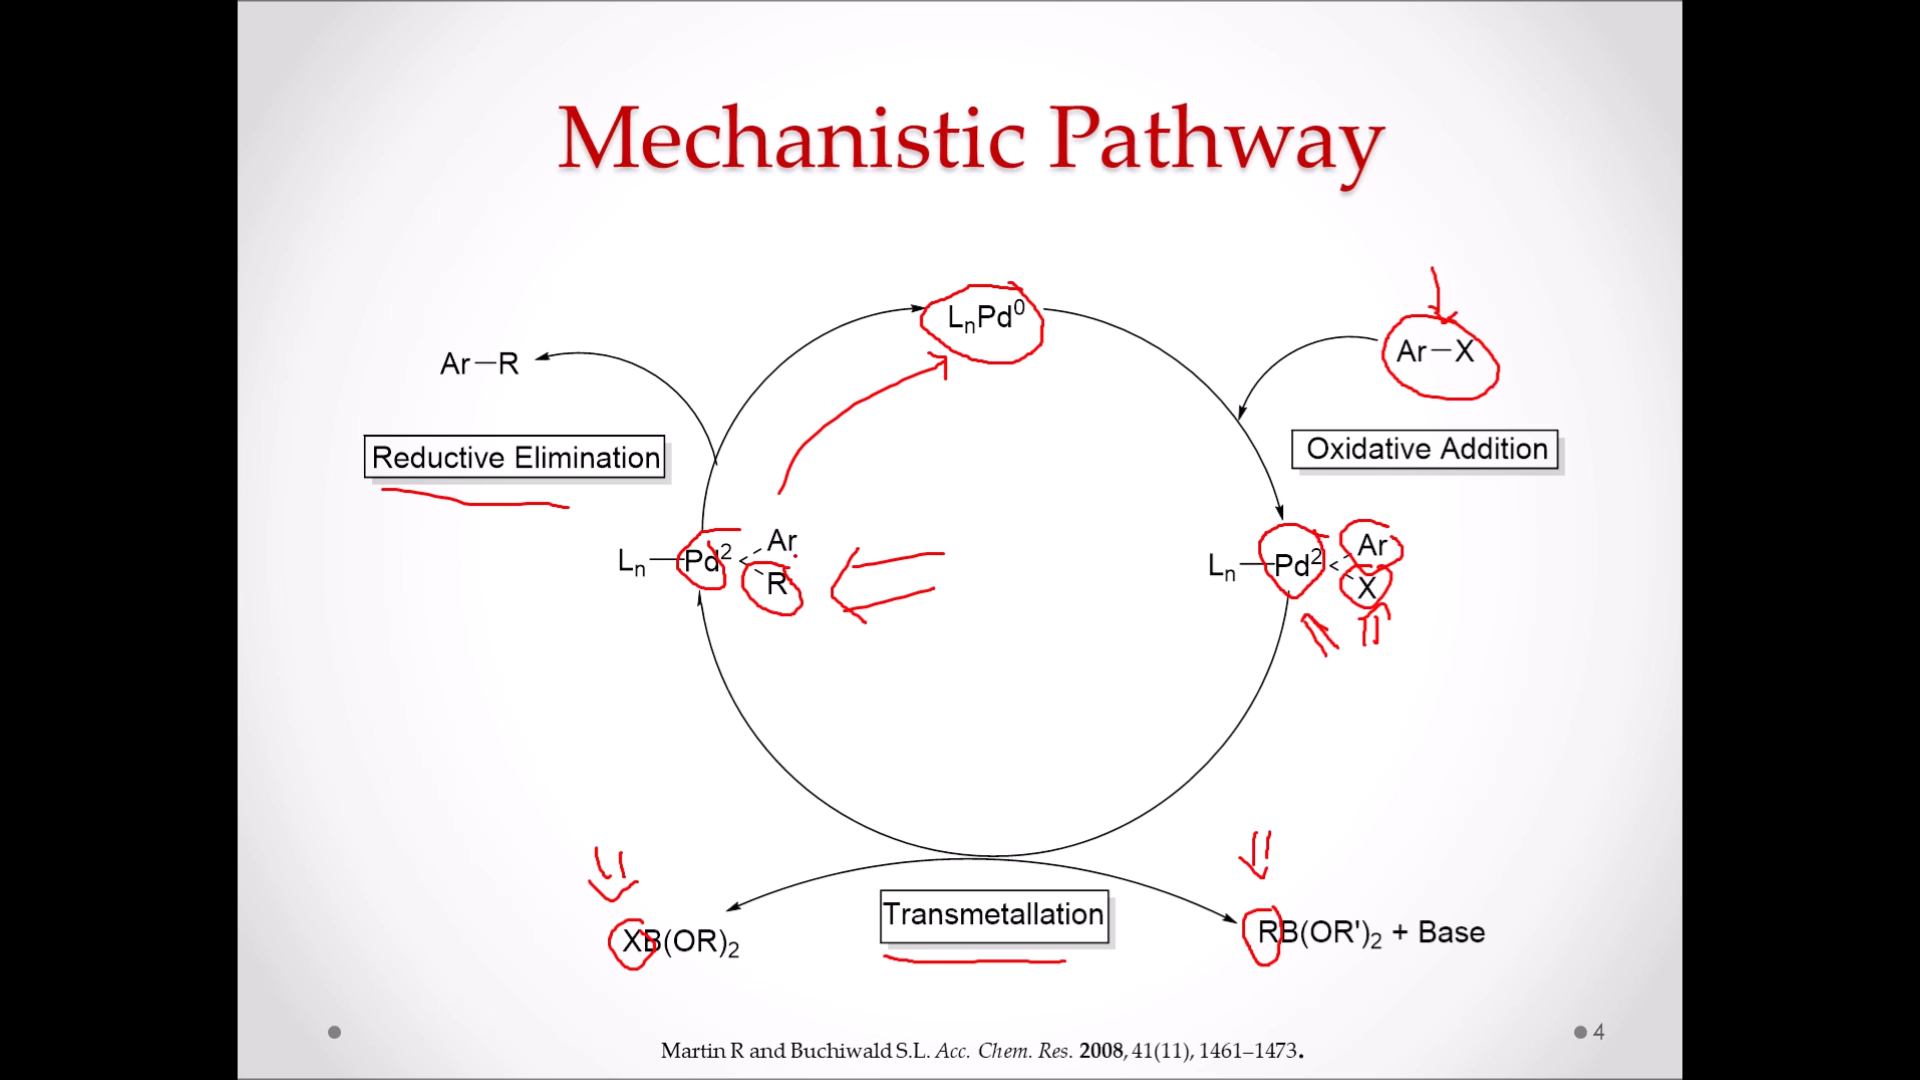 Mechanistic Pathway
LnPd0
Ar—X
Ar—R
Oxidative Addition
Reductive Elimination
Ln—Pd2
Ar
R
Ln—Pd2
Ar
X
Transmetallation
XB(OR)2
RB(OR')2 + Base
4
Martin R and Buchiwald S.L. Acc. Chem. Res. 2008, 41(11), 1461–1473.